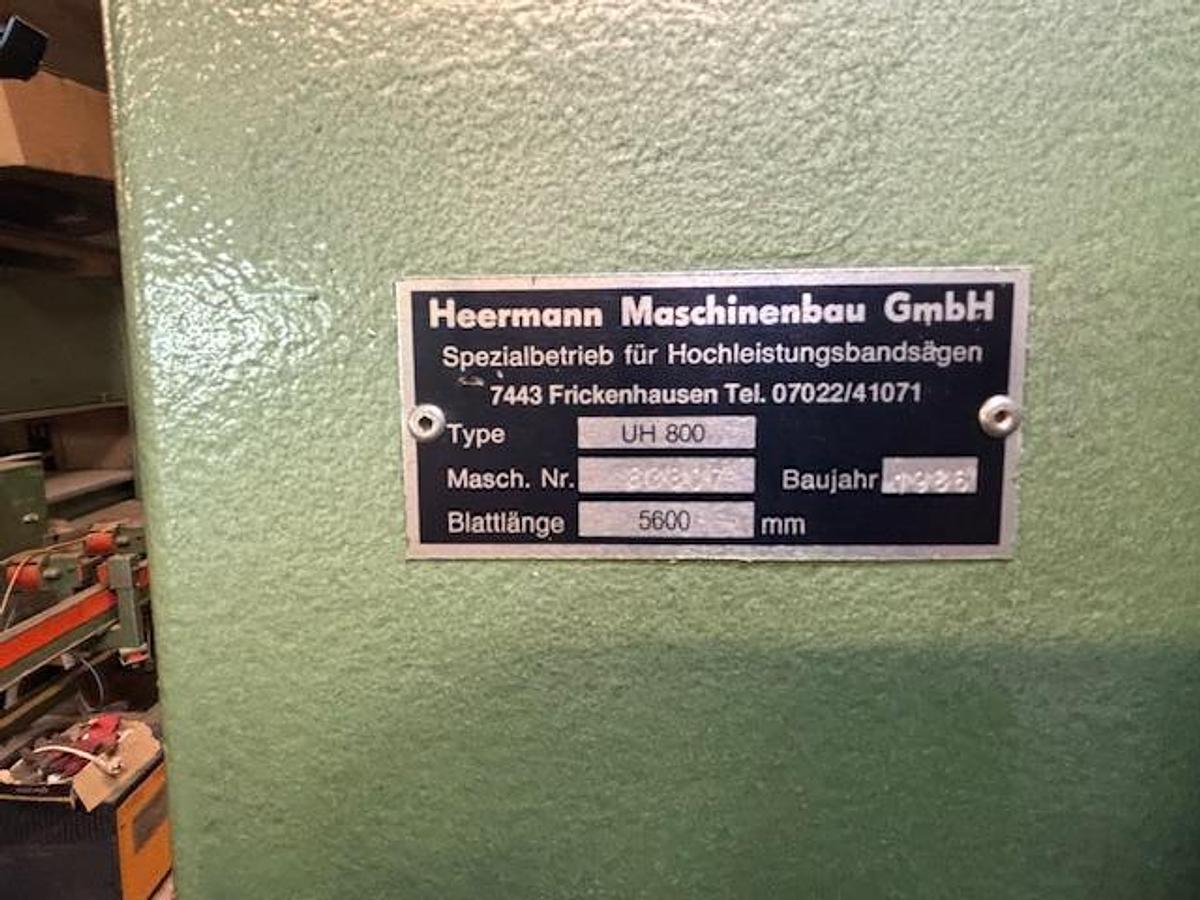 Heermann Maschinenbau GmbH
Spezialbetrieb für Hochleistungsbandsägen
7443 Frickenhausen Tel. 07022/41071
Type UH 800
Masch. Nr. Baujahr 1986
Blattlänge 5600 mm